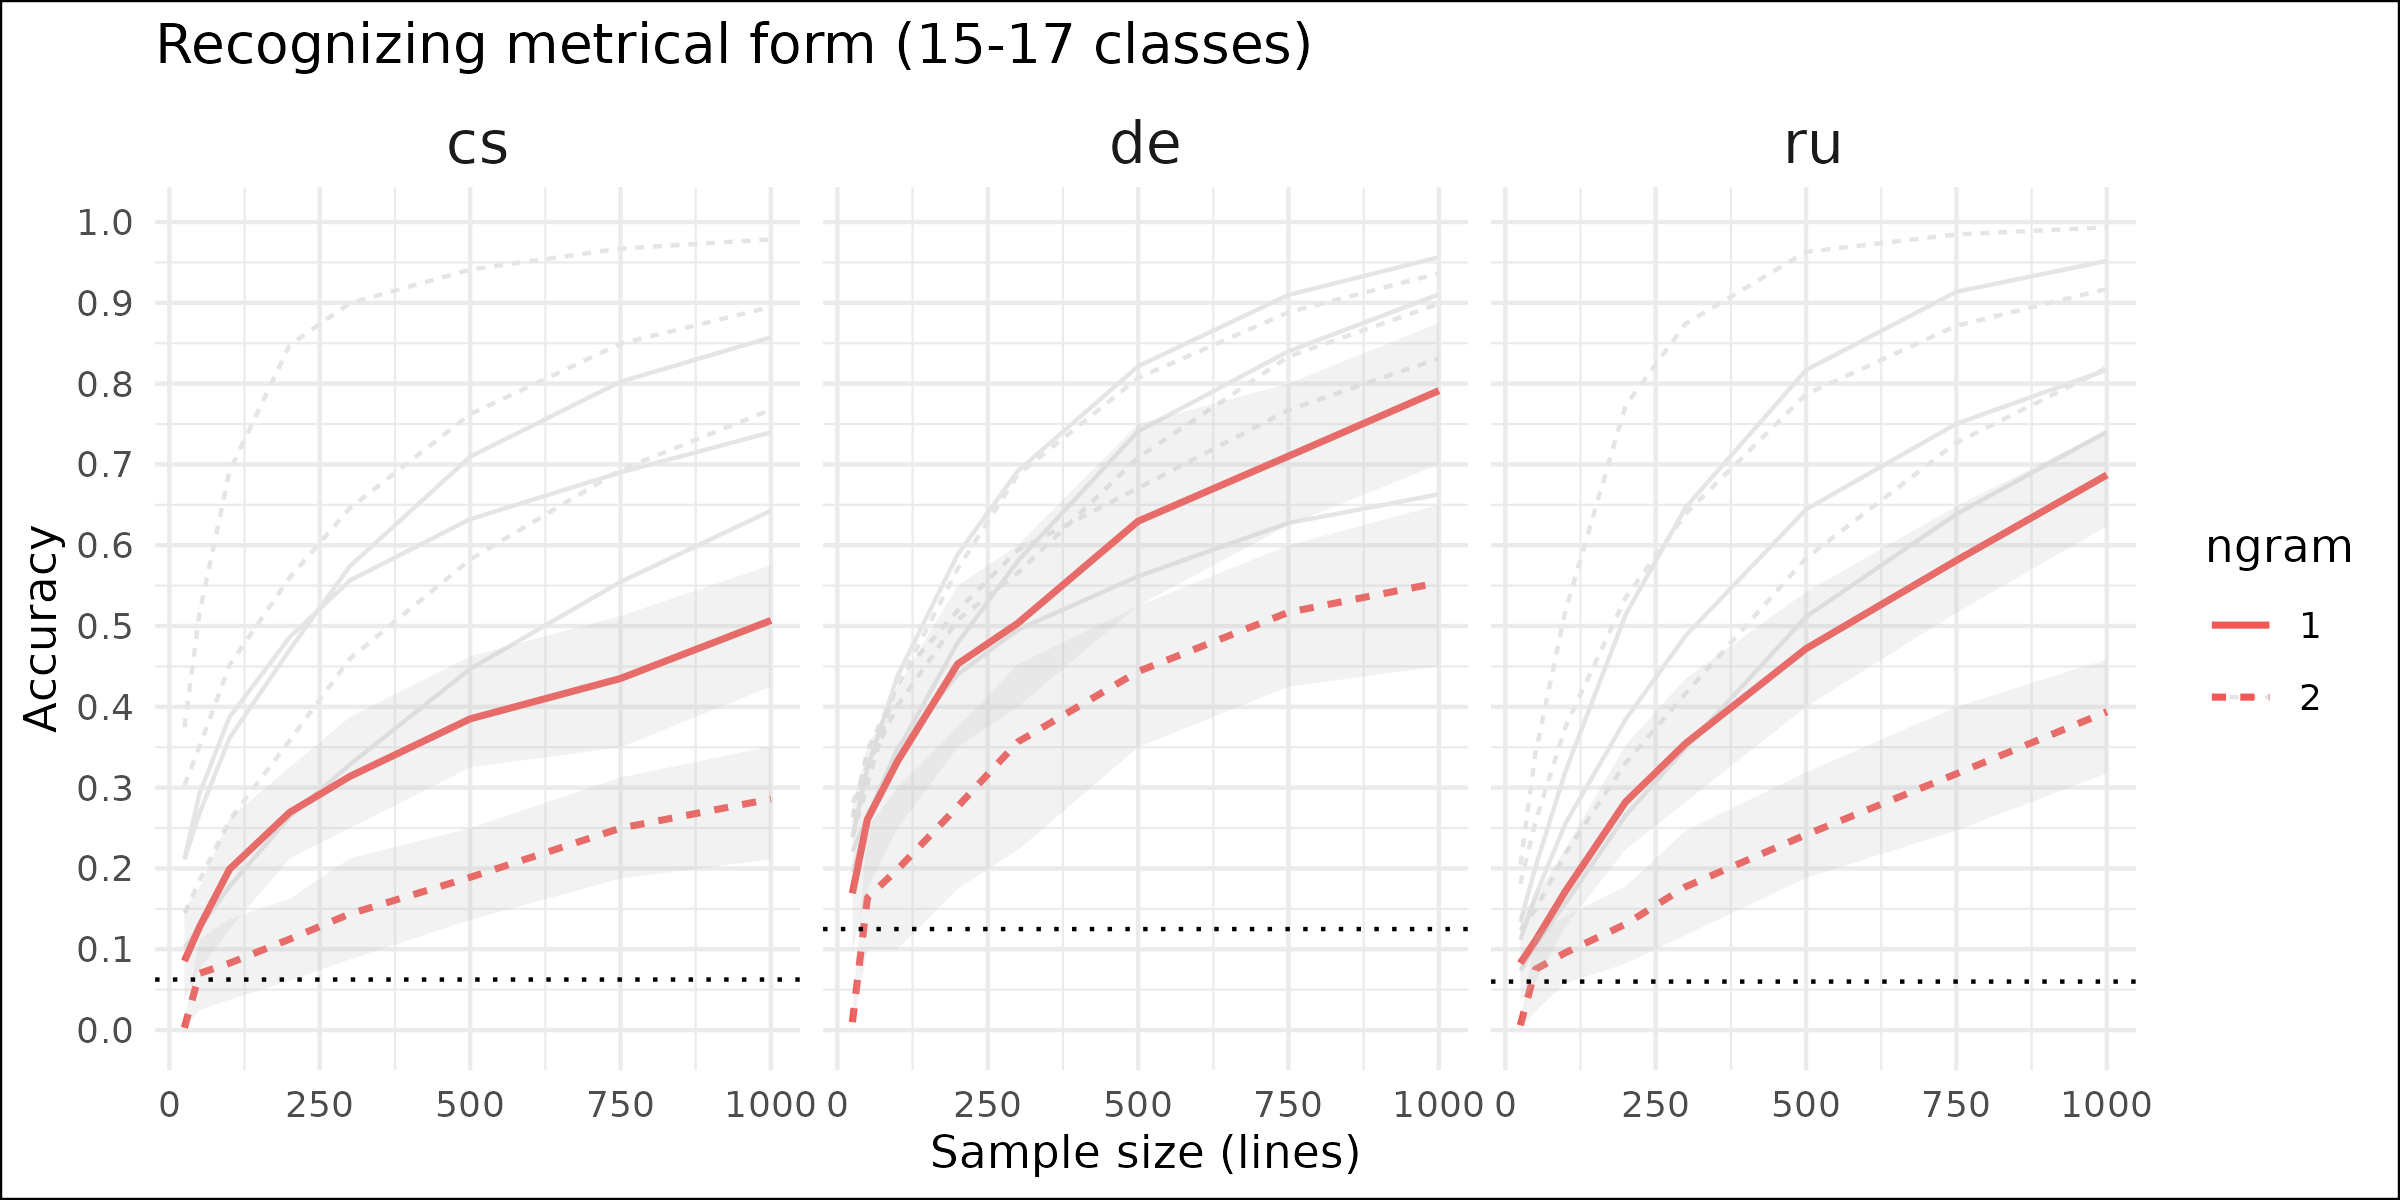 Recognizing metrical form (15-17 classes)
cs de ru
1.0
0.9
0.8
0.7
0.6
0.5
0.4
0.3
0.2
0.1
0.0
Accuracy
0 250 500 750 1000 0 250 500 750 1000 0 250 500 750 1000
Sample size (lines)
ngram
1
2